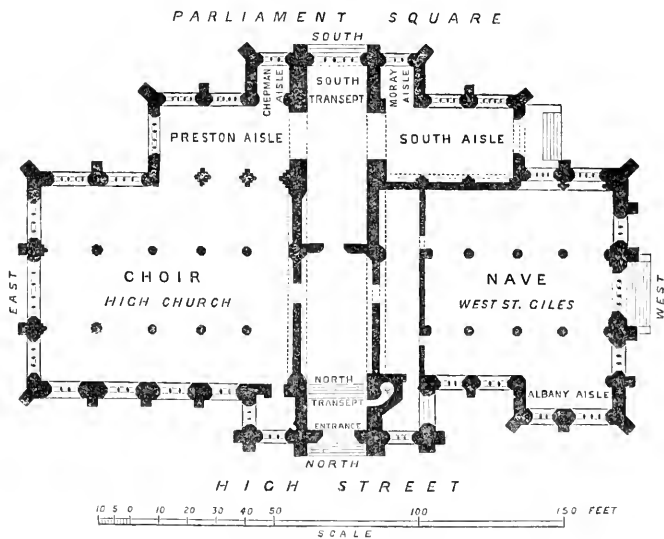 PARLIAMENT SQUARE
SOUTH
CHAPMAN AISLE
SOUTH TRANSEPT
MORAY AISLE
PRESTON AISLE
SOUTH AISLE
EAST
CHOIR
HIGH CHURCH
NAVE
WEST ST. GILES
WEST
NORTH
TRANSEPT
ENTRANCE
ALBANY AISLE
NORTH
HIGH STREET
10 5 0 10 20 30 40 50 100 150 FEET
SCALE